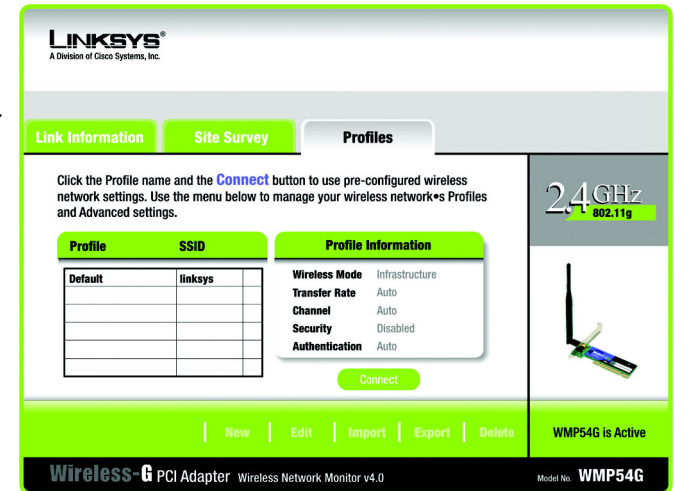 LINKSYS®
A Division of Cisco Systems, Inc.
Link Information
Site Survey
Profiles
Click the Profile name and the Connect button to use pre-configured wireless
network settings. Use the menu below to manage your wireless network•s Profiles
and Advanced settings.
2.4GHz
802.11g
Profile SSID
Default linksys
Profile Information
Wireless Mode Infrastructure
Transfer Rate Auto
Channel Auto
Security Disabled
Authentication Auto
Connect
New Edit Import Export Delete
WMP54G is Active
Wireless-G PCI Adapter Wireless Network Monitor v4.0
Model No. WMP54G